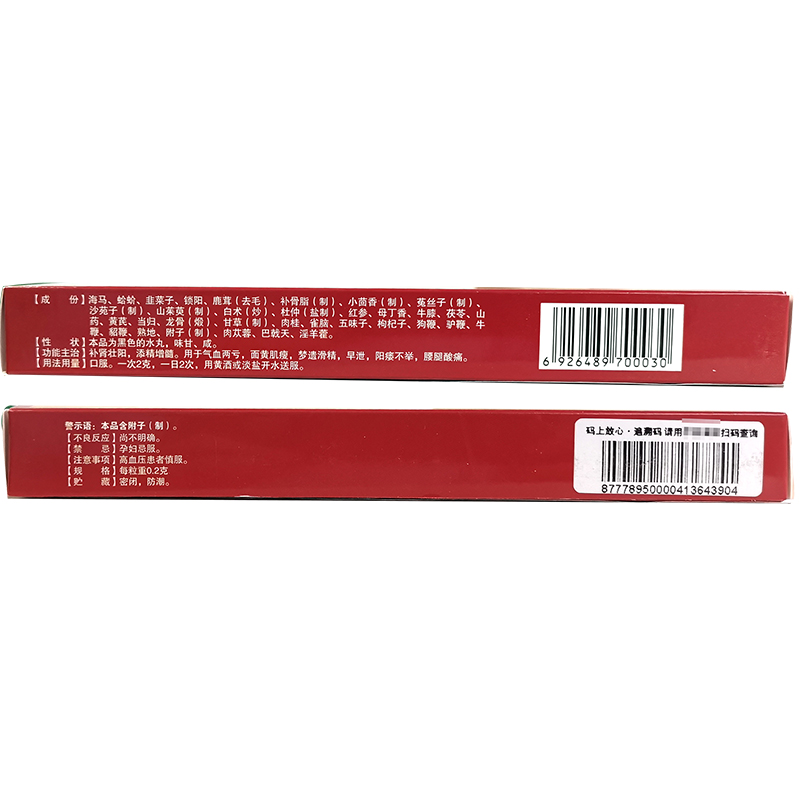 【成 份】海马、蛤蚧、韭菜子、锁阳、鹿茸(去毛)、补骨脂(制)、小茴香(制)、菟丝子(制)、
沙苑子(制)、山茱萸(制)、白术(炒)、杜仲(盐制)、红参、母丁香、牛膝、茯苓、山
药、黄芪、当归、龙骨(煅)、甘草(制)、肉桂、雀脑、五味子、枸杞子、狗鞭、驴鞭、牛
鞭、貂鞭、熟地、附子(制)、肉苁蓉、巴戟天、淫羊藿。
【性 状】本品为黑色的水丸,味甘、咸。
【功能主治】补肾壮阳,添精增髓。用于气血两亏,面黄肌瘦,梦遗滑精,早泄,阳痿不举,腰腿酸痛。
【用法用量】口服。一次2克,一日2次,用黄酒或淡盐开水送服。
6 926489 700030
警示语:本品含附子(制)。
【不良反应】尚不明确。
【禁 忌】孕妇忌服。
【注意事项】高血压患者慎服。
【规 格】每粒重0.2克
【贮 藏】密闭,防潮。
码上放心·追溯码 请用 扫码查询
87778950000413643904